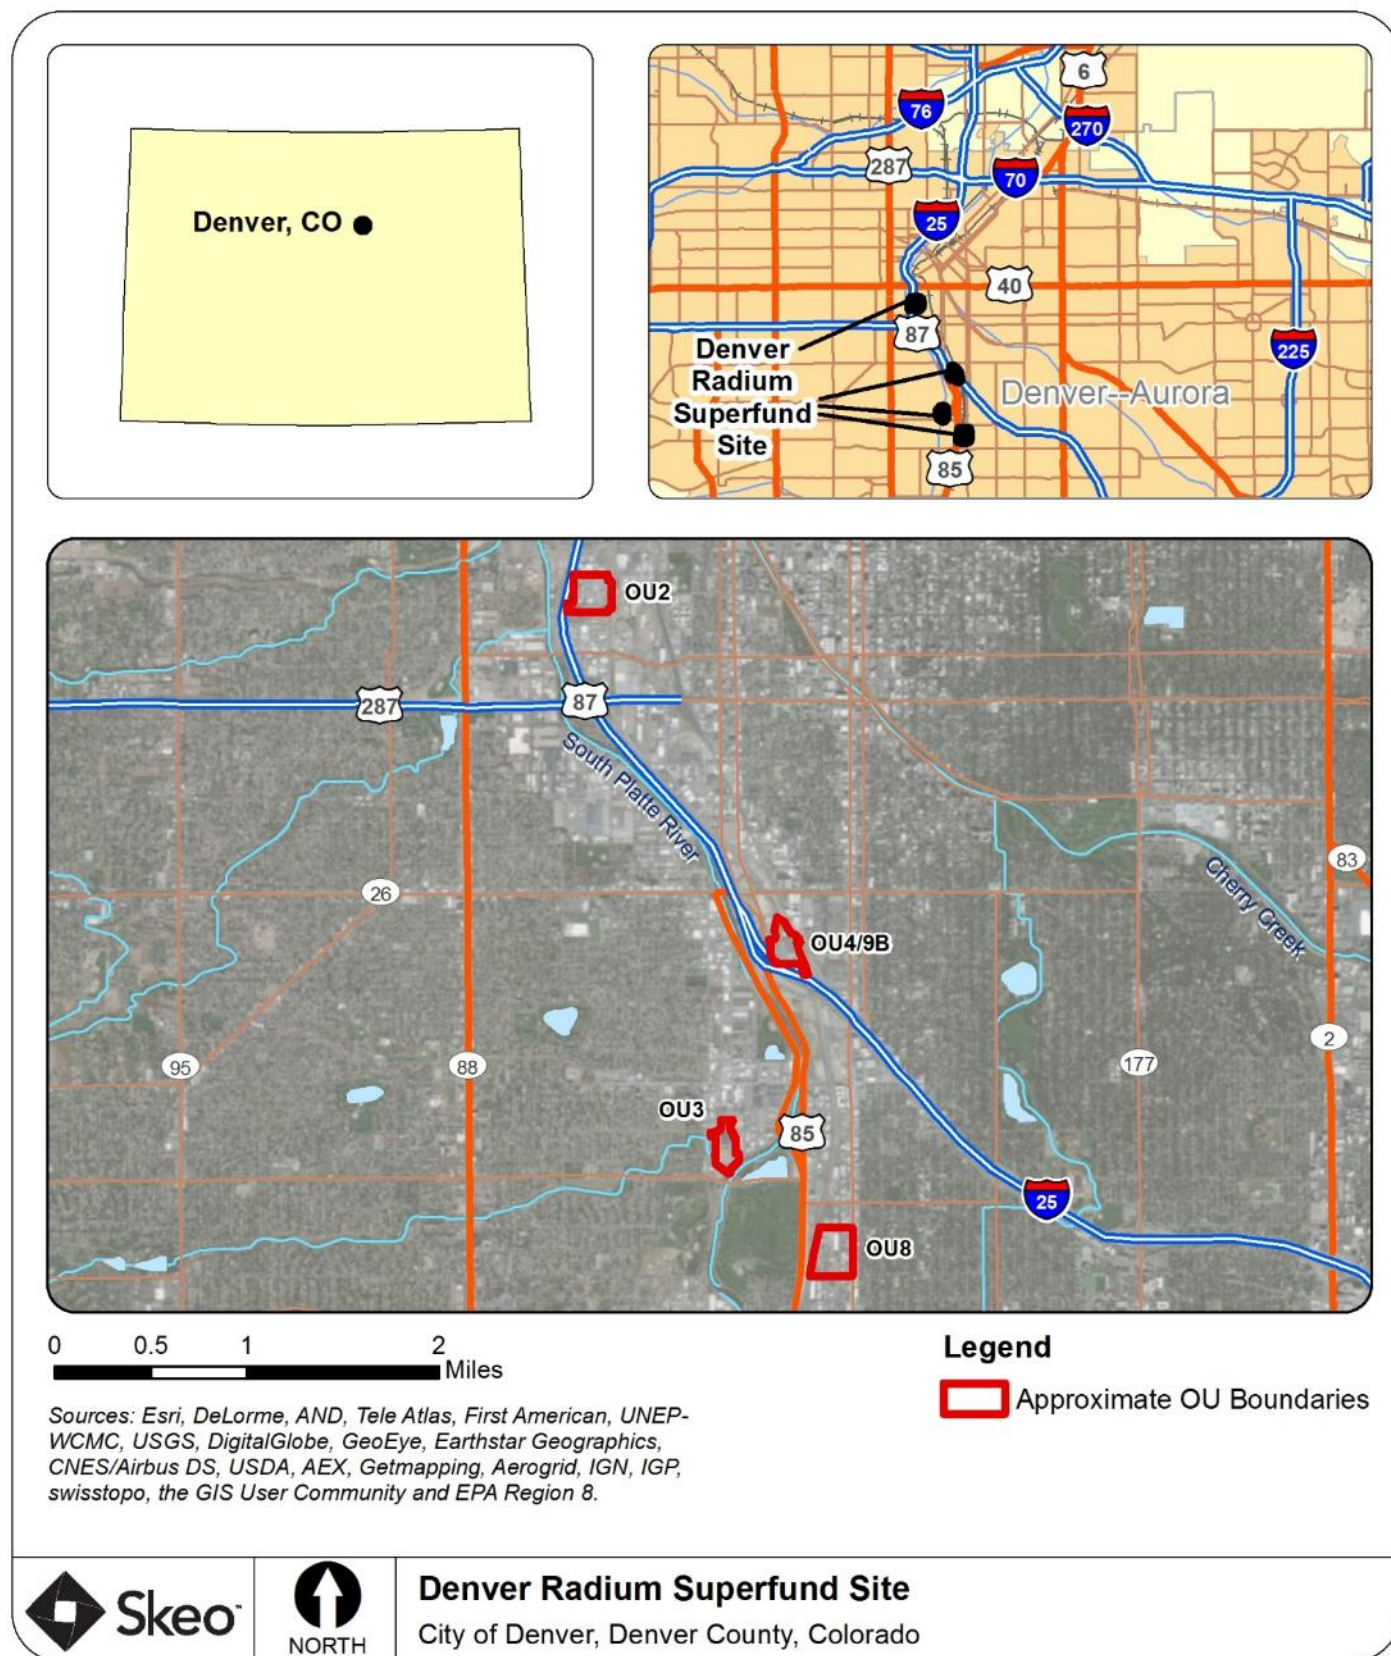 Denver, CO
6
76
270
287
70
25
40
87
225
Denver
Radium
Superfund
Site
Denver--Aurora
85
OU2
287
87
South Platte River
83
26
Cherry Creek
OU4/9B
2
95
88
177
OU3
85
25
OU8
0 0.5 1 2
Miles
Legend
Approximate OU Boundaries
Sources: Esri, DeLorme, AND, Tele Atlas, First American, UNEP-
WCMC, USGS, DigitalGlobe, GeoEye, Earthstar Geographics,
CNES/Airbus DS, USDA, AEX, Getmapping, Aerogrid, IGN, IGP,
swisstopo, the GIS User Community and EPA Region 8.
Skeo™
NORTH
Denver Radium Superfund Site
City of Denver, Denver County, Colorado